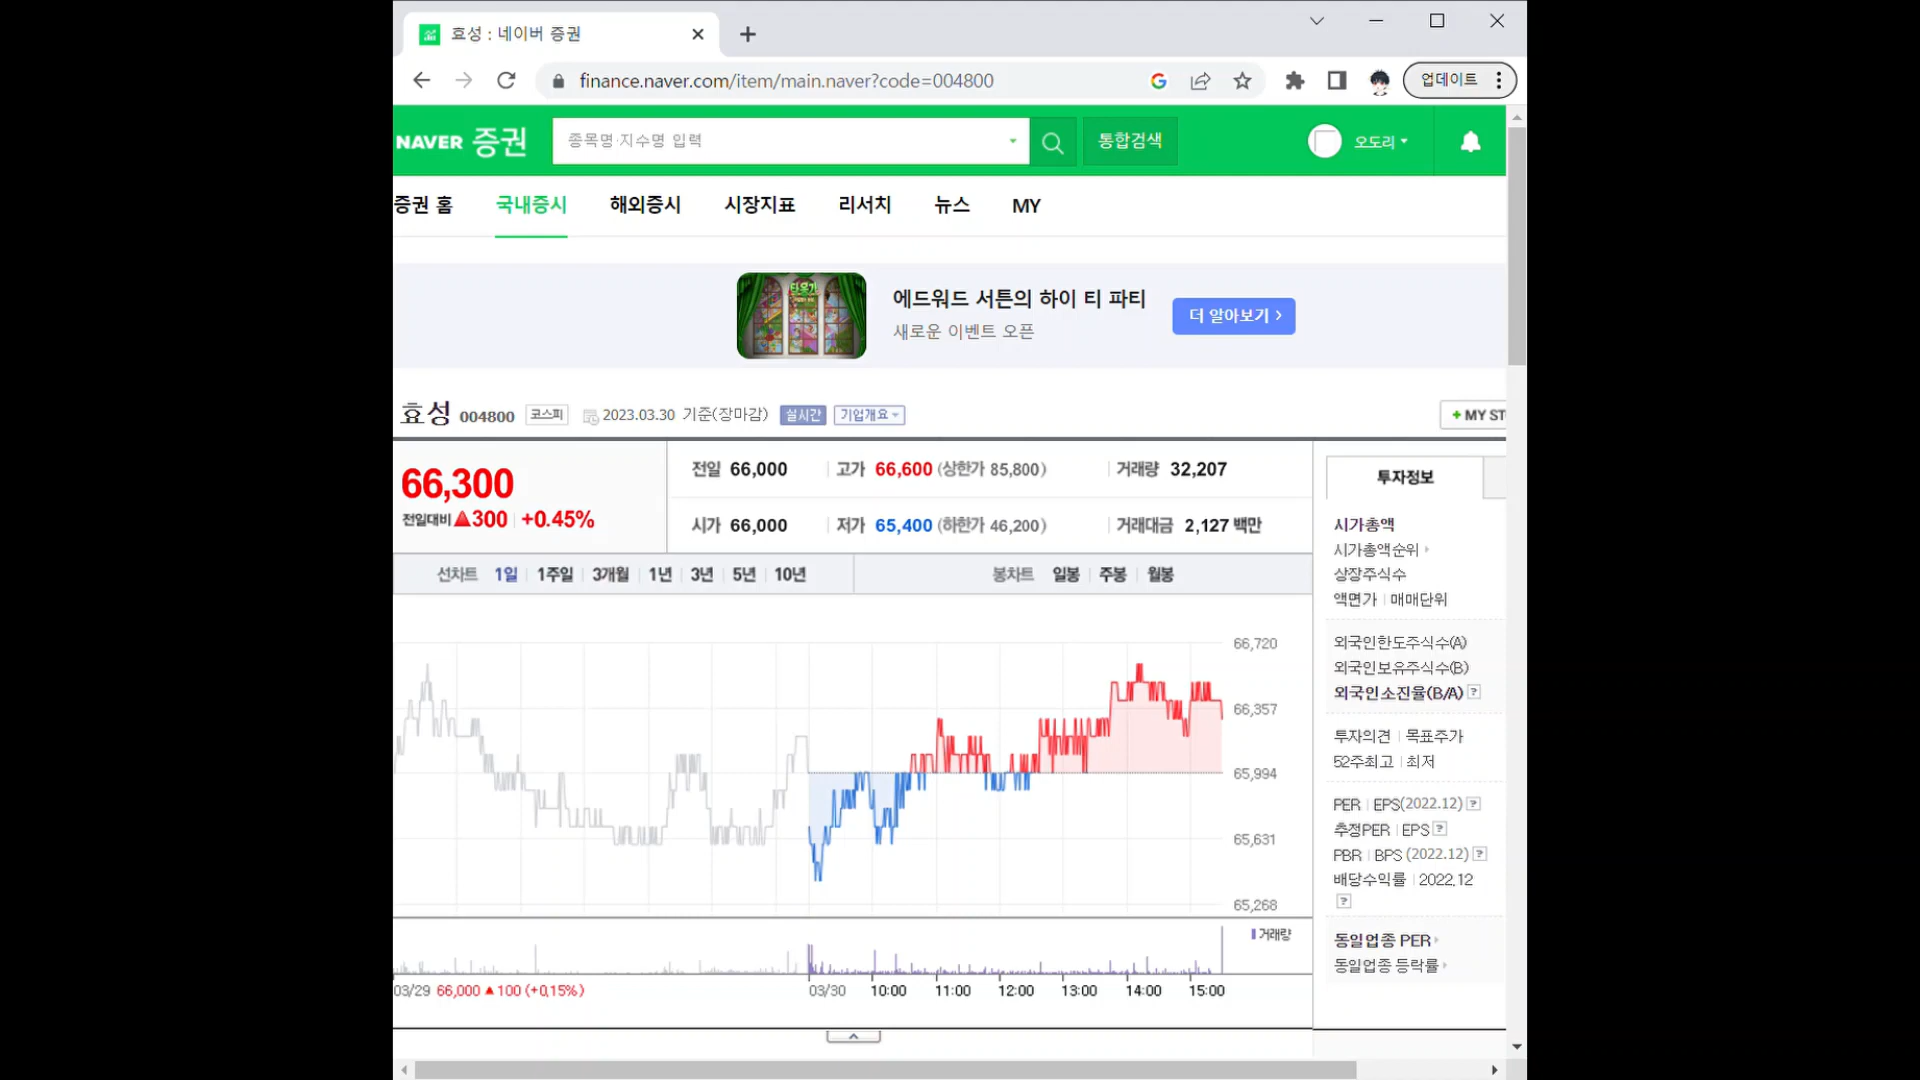 효성 : 네이버 증권
finance.naver.com/item/main.naver?code=004800
업데이트
NAVER 증권
종목명·지수명 입력
통합검색
오도리
증권 홈 국내증시 해외증시 시장지표 리서치 뉴스 MY
에드워드 서튼의 하이 티 파티
새로운 이벤트 오픈
더 알아보기
효성 004800 코스피 2023.03.30 기준(장마감) 실시간 기업개요
+ MY ST
66,300
전일대비 ▲300 +0.45%
전일 66,000 고가 66,600 (상한가 85,800) 거래량 32,207
시가 66,000 저가 65,400 (하한가 46,200) 거래대금 2,127 백만
선차트 1일 1주일 3개월 1년 3년 5년 10년 봉차트 일봉 주봉 월봉
66,720
66,357
65,994
65,631
65,268
거래량
03/29 66,000 ▲ 100 (+0.15%)
03/30 10:00 11:00 12:00 13:00 14:00 15:00
투자정보
시가총액
시가총액순위
상장주식수
액면가 | 매매단위
외국인한도주식수(A)
외국인보유주식수(B)
외국인소진율(B/A) ?
투자의견 | 목표주가
52주최고 | 최저
PER | EPS(2022.12) ?
추정PER | EPS ?
PBR | BPS (2022.12) ?
배당수익률 | 2022.12
?
동일업종 PER
동일업종 등락률